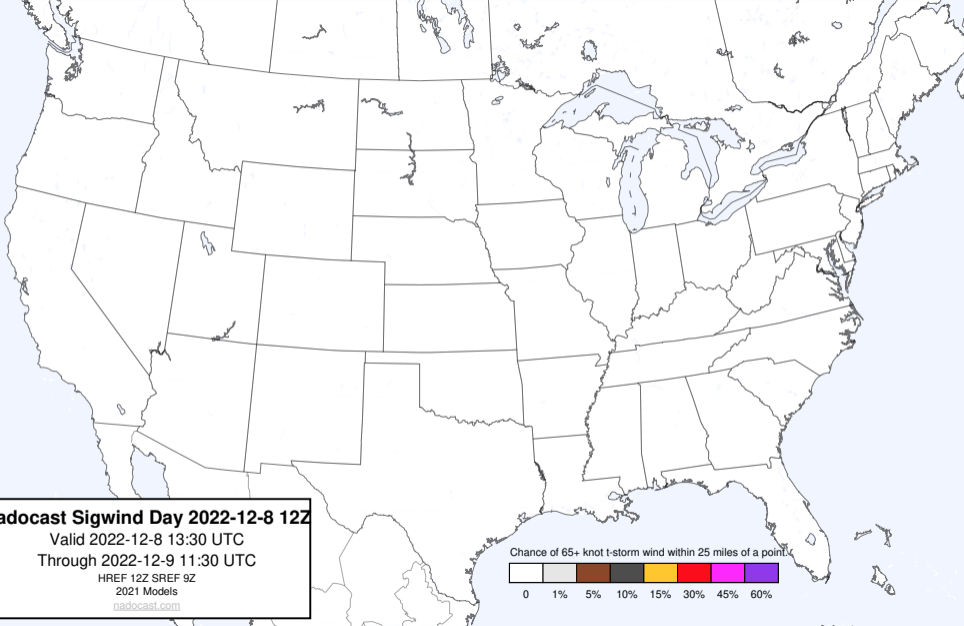 adocast Sigwind Day 2022-12-8 12Z
Valid 2022-12-8 13:30 UTC
Through 2022-12-9 11:30 UTC
HREF 12Z SREF 9Z
2021 Models
nadocast.com
Chance of 65+ knot t-storm wind within 25 miles of a point.
0 1% 5% 10% 15% 30% 45% 60%